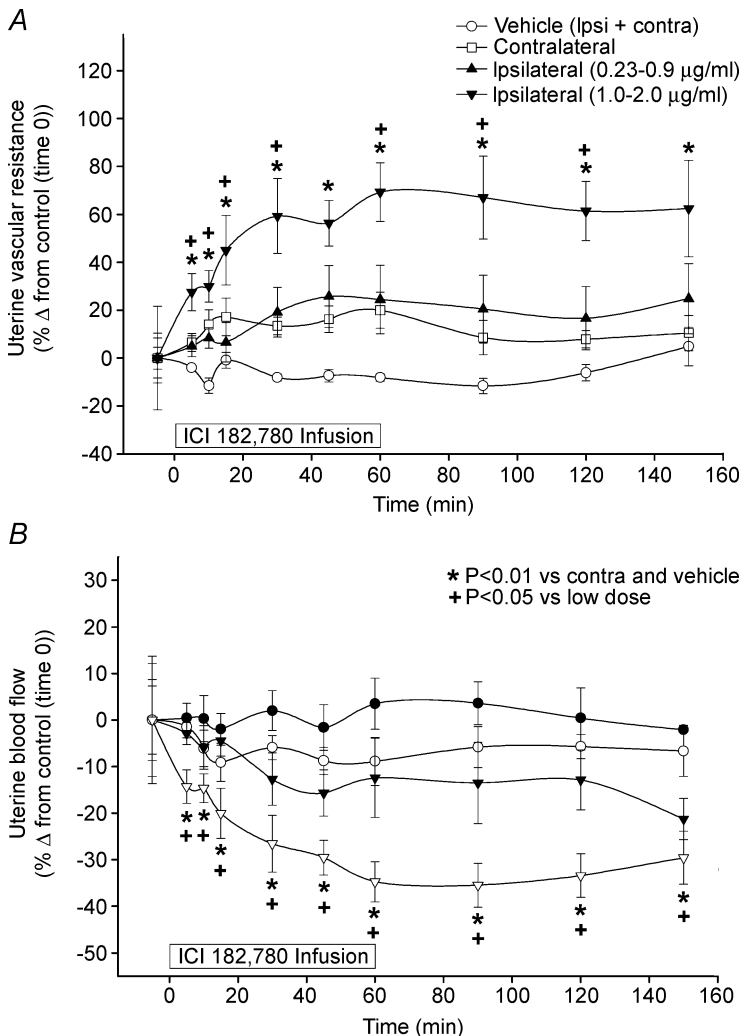 A
Vehicle (Ipsi + contra)
Contralateral
Ipsilateral (0.23-0.9 μg/ml)
Ipsilateral (1.0-2.0 μg/ml)
Uterine vascular resistance
(% Δ from control (time 0))
120
100
80
60
40
20
0
-20
-40
+ + + + + + + +
* * * * * * * * *
ICI 182,780 Infusion
0 20 40 60 80 100 120 140 160
Time (min)
B
* P<0.01 vs contra and vehicle
+ P<0.05 vs low dose
Uterine blood flow
(% Δ from control (time 0))
30
20
10
0
-10
-20
-30
-40
-50
* * * * * * * * *
+ + + + + + + + +
ICI 182,780 Infusion
0 20 40 60 80 100 120 140 160
Time (min)